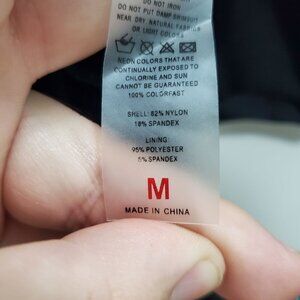 DO NOT IRON
DO NOT PUT DAMP SWIMSUIT
NEAR DRY, NATURAL FABRICS
OR LIGHT COLORS
NEON COLORS THAT ARE
CONTINUALLY EXPOSED TO
CHLORINE AND SUN
CANNOT BE GUARANTEED
100% COLORFAST
SHELL: 82% NYLON
18% SPANDEX
LINING:
95% POLYESTER
5% SPANDEX
M
MADE IN CHINA